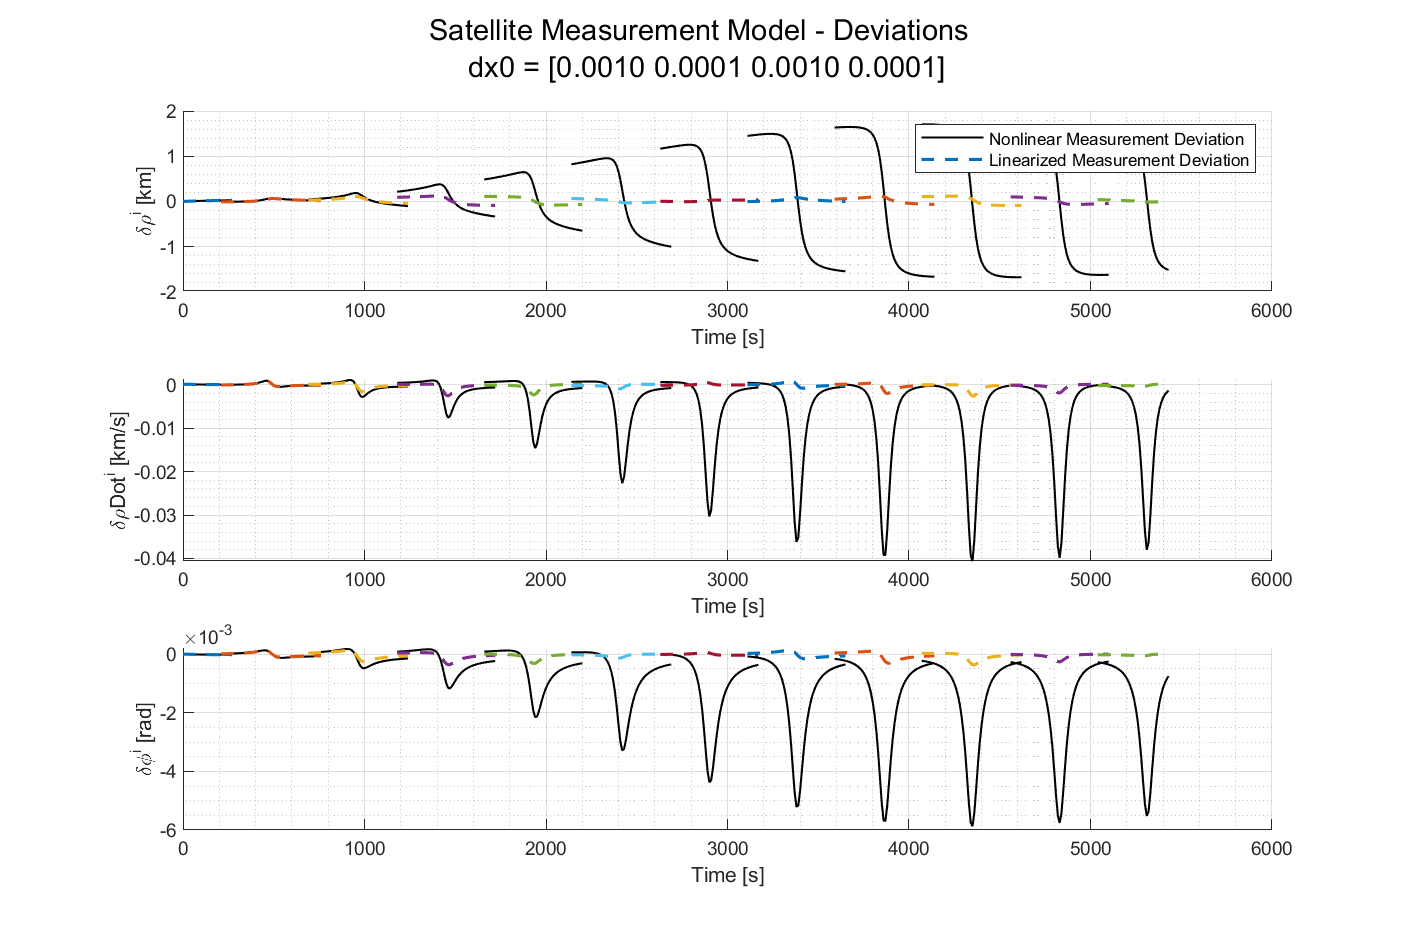 Satellite Measurement Model - Deviations
dx0 = [0.0010 0.0001 0.0010 0.0001]
2
1
0
-1
-2
δρⁱ [km]
Nonlinear Measurement Deviation
Linearized Measurement Deviation
0 1000 2000 3000 4000 5000 6000
Time [s]
0
-0.01
-0.02
-0.03
-0.04
δρDotⁱ [km/s]
0 1000 2000 3000 4000 5000 6000
Time [s]
×10⁻³
0
-2
-4
-6
δϕⁱ [rad]
0 1000 2000 3000 4000 5000 6000
Time [s]